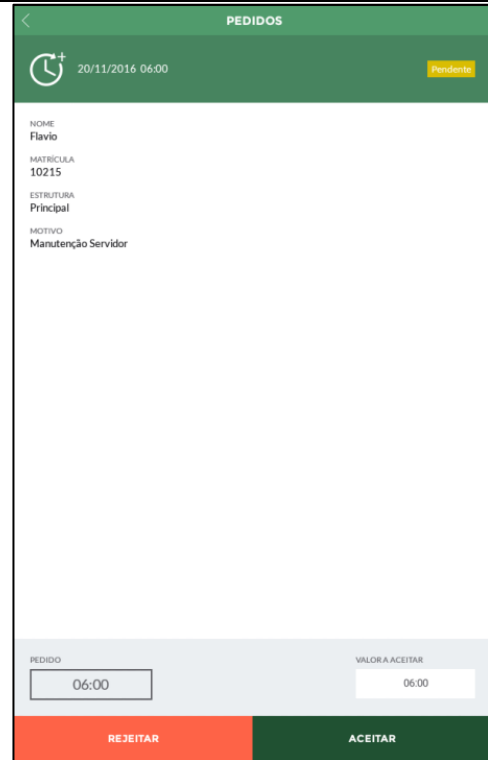 PEDIDOS
20/11/2016 06:00
Pendente
NOME
Flavio
MATRÍCULA
10215
ESTRUTURA
Principal
MOTIVO
Manutenção Servidor
PEDIDO
VALOR A ACEITAR
06:00
06:00
REJEITAR
ACEITAR